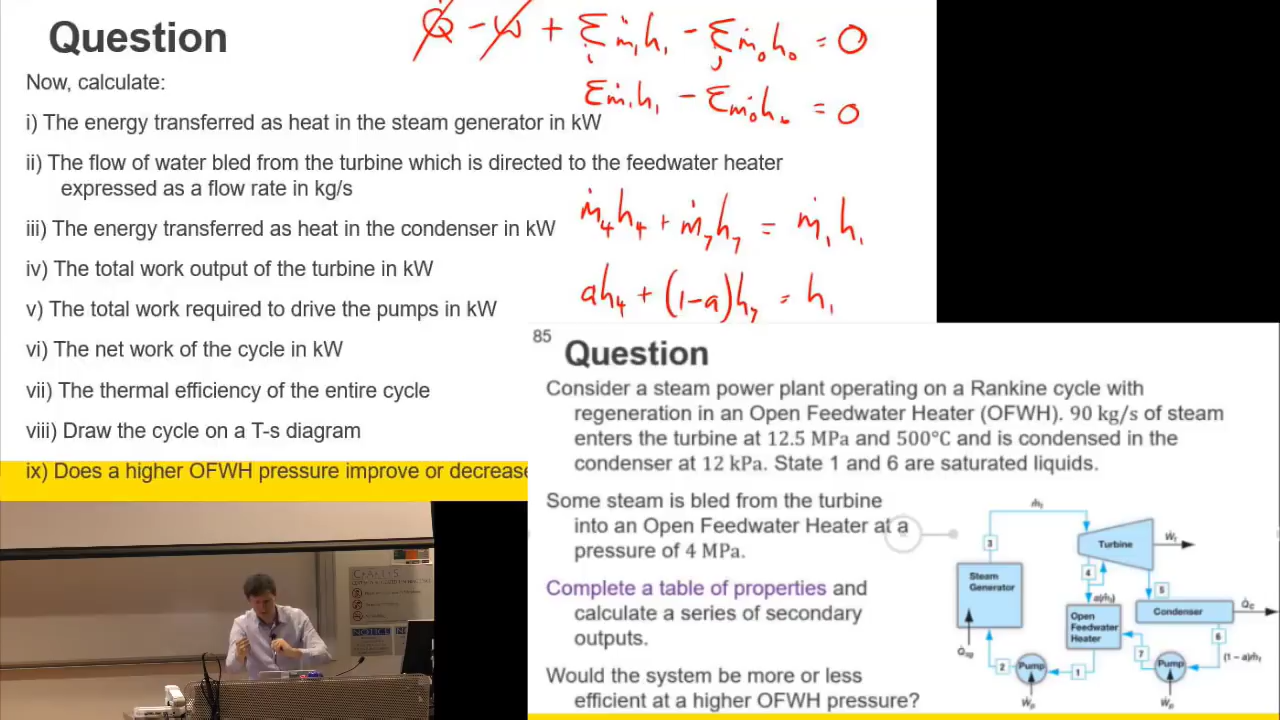 Question
Q̇ - Ẇ + Σ ṁᵢhᵢ - Σ ṁₒhₒ = 0
Σṁᵢhᵢ - Σṁₒhₒ = 0
Now, calculate:
i) The energy transferred as heat in the steam generator in kW
ii) The flow of water bled from the turbine which is directed to the feedwater heater
expressed as a flow rate in kg/s
iii) The energy transferred as heat in the condenser in kW
iv) The total work output of the turbine in kW
v) The total work required to drive the pumps in kW
vi) The net work of the cycle in kW
vii) The thermal efficiency of the entire cycle
viii) Draw the cycle on a T-s diagram
ix) Does a higher OFWH pressure improve or decrease
ṁ₄h₄ + ṁ₇h₇ = ṁ₁h₁
ah₄ + (1-a)h₇ = h₁
85
Question
Consider a steam power plant operating on a Rankine cycle with
regeneration in an Open Feedwater Heater (OFWH). 90 kg/s of steam
enters the turbine at 12.5 MPa and 500°C and is condensed in the
condenser at 12 kPa. State 1 and 6 are saturated liquids.
Some steam is bled from the turbine
into an Open Feedwater Heater at a
pressure of 4 MPa.
Complete a table of properties and
calculate a series of secondary
outputs.
Would the system be more or less
efficient at a higher OFWH pressure?
3
Turbine
4
Steam
Generator
5
Open
Feedwater
Heater
Condenser
6
(1 - a)ṁ₁
2
Pump
1
7
Pump